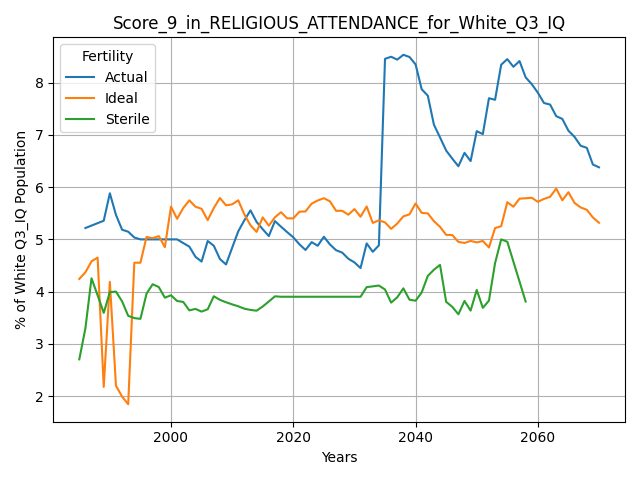 Score_9_in_RELIGIOUS_ATTENDANCE_for_White_Q3_IQ
Fertility
Actual
Ideal
Sterile
% of White Q3_IQ Population
8
7
6
5
4
3
2
2000 2020 2040 2060
Years